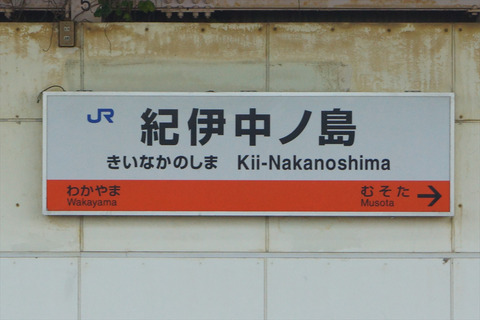 JR 紀伊中ノ島
きいなかのしま Kii-Nakanoshima
わかやま むそた →
Wakayama Musota